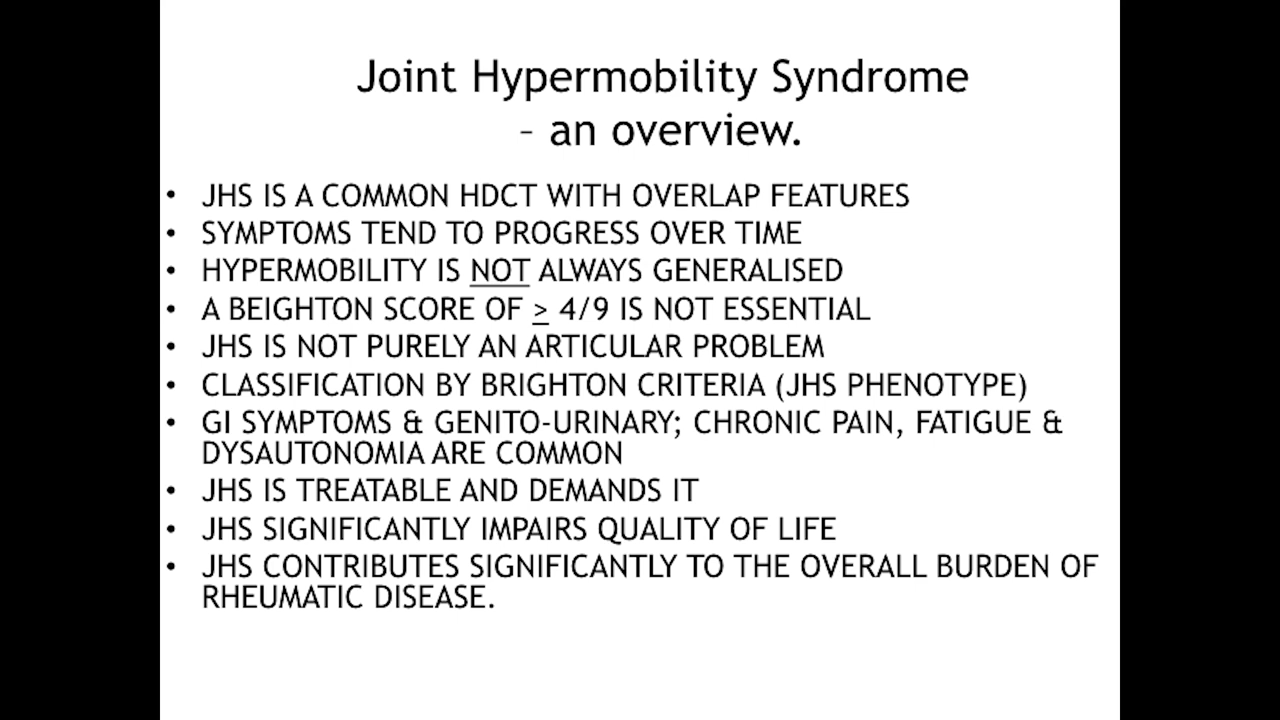 Joint Hypermobility Syndrome
– an overview.
• JHS IS A COMMON HDCT WITH OVERLAP FEATURES
• SYMPTOMS TEND TO PROGRESS OVER TIME
• HYPERMOBILITY IS NOT ALWAYS GENERALISED
• A BEIGHTON SCORE OF ≥ 4/9 IS NOT ESSENTIAL
• JHS IS NOT PURELY AN ARTICULAR PROBLEM
• CLASSIFICATION BY BRIGHTON CRITERIA (JHS PHENOTYPE)
• GI SYMPTOMS & GENITO-URINARY; CHRONIC PAIN, FATIGUE &
DYSAUTONOMIA ARE COMMON
• JHS IS TREATABLE AND DEMANDS IT
• JHS SIGNIFICANTLY IMPAIRS QUALITY OF LIFE
• JHS CONTRIBUTES SIGNIFICANTLY TO THE OVERALL BURDEN OF
RHEUMATIC DISEASE.